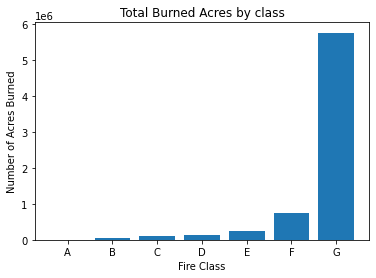 Total Burned Acres by class
1e6
6
5
4
3
2
1
0
Number of Acres Burned
A B C D E F G
Fire Class